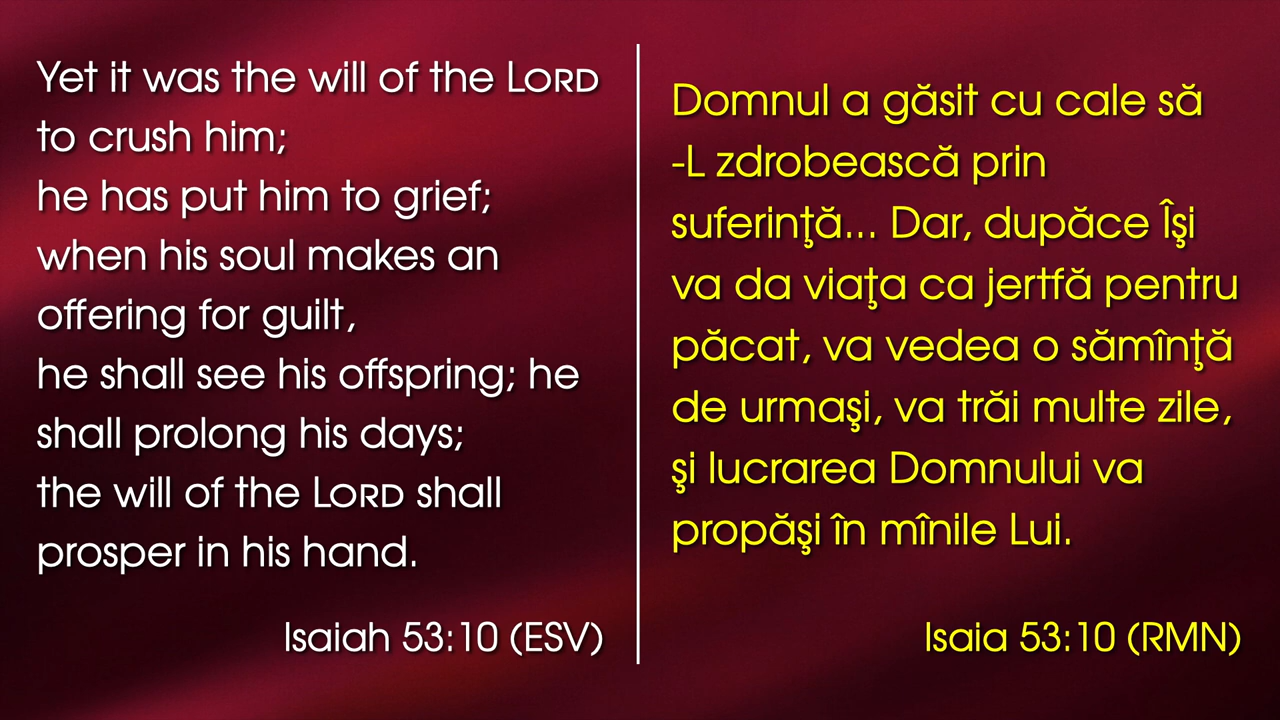 Yet it was the will of the LORD
to crush him;
he has put him to grief;
when his soul makes an
offering for guilt,
he shall see his offspring; he
shall prolong his days;
the will of the LORD shall
prosper in his hand.
Isaiah 53:10 (ESV)
Domnul a găsit cu cale să
-L zdrobească prin
suferinţă... Dar, dupăce Îşi
va da viaţa ca jertfă pentru
păcat, va vedea o sămînţă
de urmaşi, va trăi multe zile,
şi lucrarea Domnului va
propăşi în mînile Lui.
Isaia 53:10 (RMN)